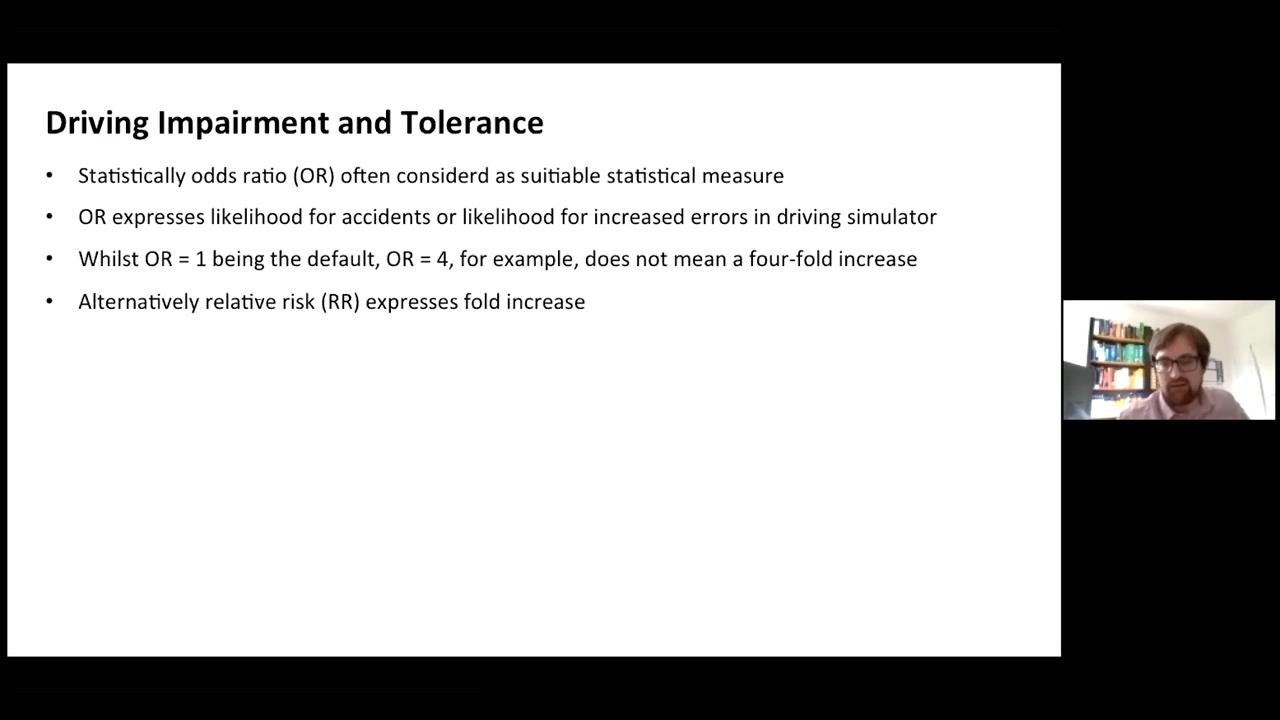 Driving Impairment and Tolerance
• Statistically odds ratio (OR) often considerd as suitiable statistical measure
• OR expresses likelihood for accidents or likelihood for increased errors in driving simulator
• Whilst OR = 1 being the default, OR = 4, for example, does not mean a four-fold increase
• Alternatively relative risk (RR) expresses fold increase